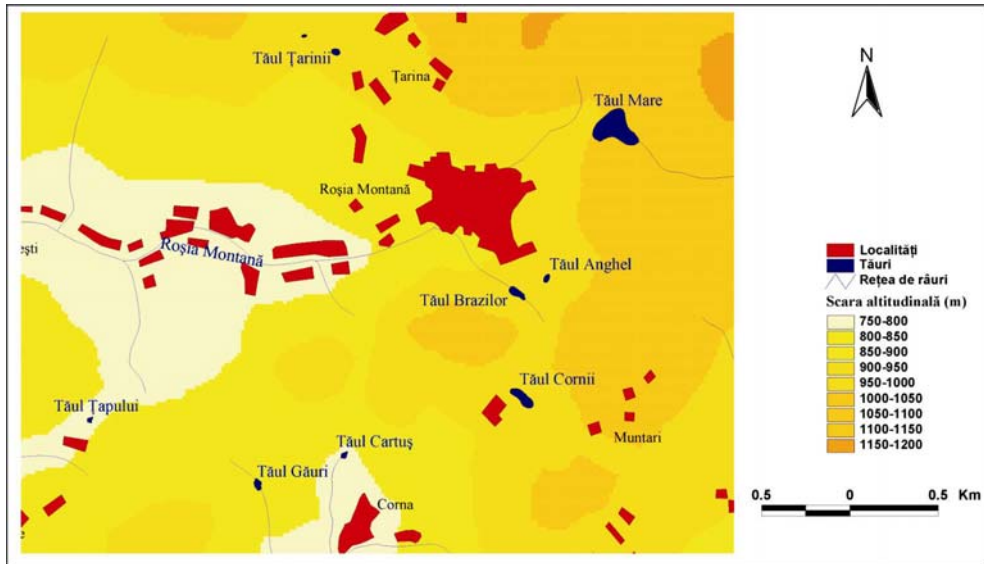 Tăul Țarinii
Țarina
Tăul Mare
N
Roșia Montană
Roșia Montană
ești
Tăul Anghel
Tăul Brazilor
Tăul Cornii
Tăul Țapului
Muntari
Tăul Cartuș
Tăul Găuri
Corna
e
Localități
Tăuri
Rețea de râuri
Scara altitudinală (m)
750-800
800-850
850-900
900-950
950-1000
1000-1050
1050-1100
1100-1150
1150-1200
0.5 0 0.5 Km